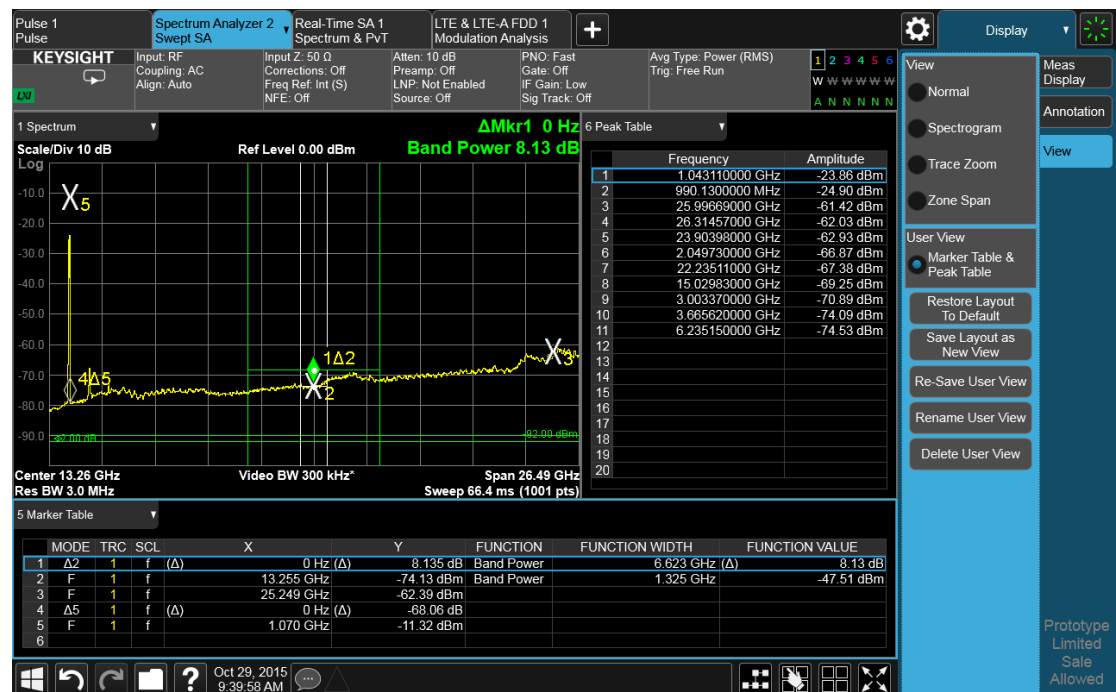 Pulse 1
Pulse
Spectrum Analyzer 2
Swept SA
Real-Time SA 1
Spectrum & PvT
LTE & LTE-A FDD 1
Modulation Analysis
Display
KEYSIGHT
LXI
Input: RF
Coupling: AC
Align: Auto
Input Z: 50 Ω
Corrections: Off
Freq Ref: Int (S)
NFE: Off
Atten: 10 dB
Preamp: Off
LNP: Not Enabled
Source: Off
PNO: Fast
Gate: Off
IF Gain: Low
Sig Track: Off
Avg Type: Power (RMS)
Trig: Free Run
1 2 3 4 5 6
W W W W W W
A N N N N N
1 Spectrum
ΔMkr1 0 Hz
Scale/Div 10 dB
Ref Level 0.00 dBm
Band Power 8.13 dB
Log
-10.0
-20.0
-30.0
-40.0
-50.0
-60.0
-70.0
-80.0
-90.0
5
4Δ5
1Δ2
2
3
-92.00 dBm
Center 13.26 GHz
Video BW 300 kHz*
Span 26.49 GHz
Res BW 3.0 MHz
Sweep 66.4 ms (1001 pts)
6 Peak Table
Frequency Amplitude
1 1.043110000 GHz -23.86 dBm
2 990.1300000 MHz -24.90 dBm
3 25.99669000 GHz -61.42 dBm
4 26.31457000 GHz -62.03 dBm
5 23.90398000 GHz -62.93 dBm
6 2.049730000 GHz -66.87 dBm
7 22.23511000 GHz -67.38 dBm
8 15.02983000 GHz -69.25 dBm
9 3.003370000 GHz -70.89 dBm
10 3.665620000 GHz -74.09 dBm
11 6.235150000 GHz -74.53 dBm
12
13
14
15
16
17
18
19
20
5 Marker Table
MODE TRC SCL X Y FUNCTION FUNCTION WIDTH FUNCTION VALUE
1 Δ2 1 f (Δ) 0 Hz (Δ) 8.135 dB Band Power 6.623 GHz (Δ) 8.13 dB
2 F 1 f 13.255 GHz -74.13 dBm Band Power 1.325 GHz -47.51 dBm
3 F 1 f 25.249 GHz -62.39 dBm
4 Δ5 1 f (Δ) 0 Hz (Δ) -68.06 dB
5 F 1 f 1.070 GHz -11.32 dBm
6
View
Normal
Spectrogram
Trace Zoom
Zone Span
User View
Marker Table &
Peak Table
Restore Layout
To Default
Save Layout as
New View
Re-Save User View
Rename User View
Delete User View
Meas
Display
Annotation
View
Prototype
Limited
Sale
Allowed
?
Oct 29, 2015
9:39:58 AM